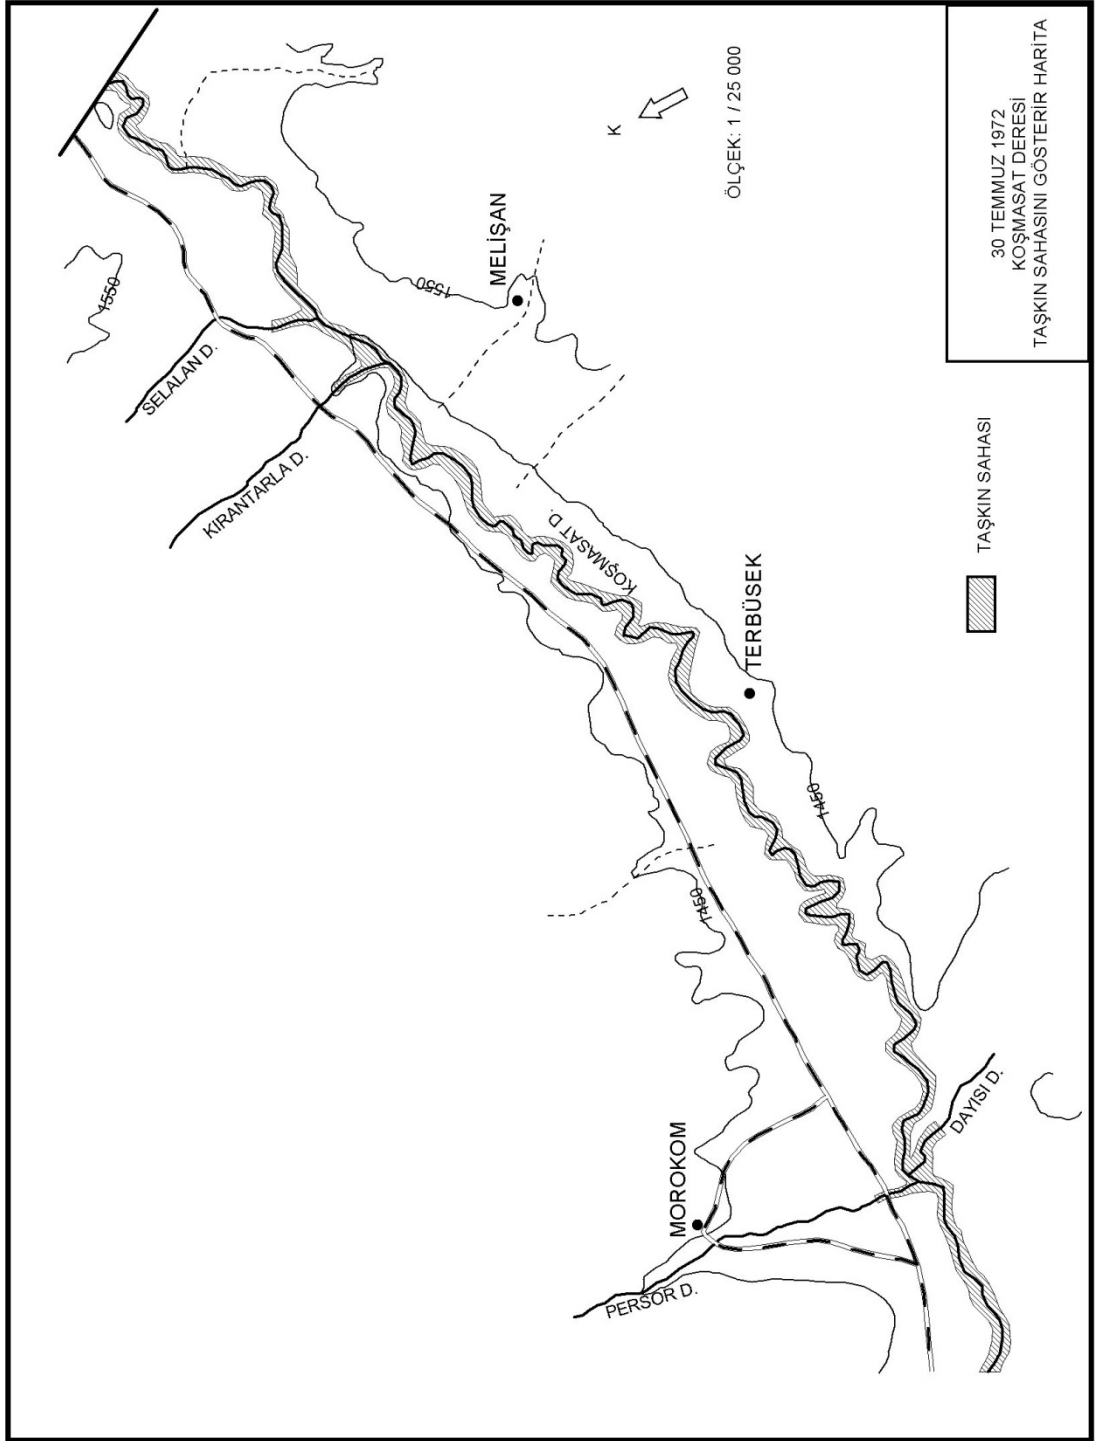 30 TEMMUZ 1972
KOŞMASAT DERESİ
TAŞKIN SAHASINI GÖSTERİR HARİTA
ÖLÇEK: 1 / 25 000
K
1550
SELALAN D.
KIRANTARLA D.
1550
MELİŞAN
KOŞMASAT D.
TERBÜSEK
1450
1450
MOROKOM
PERSOR D.
DAYISI D.
TAŞKIN SAHASI